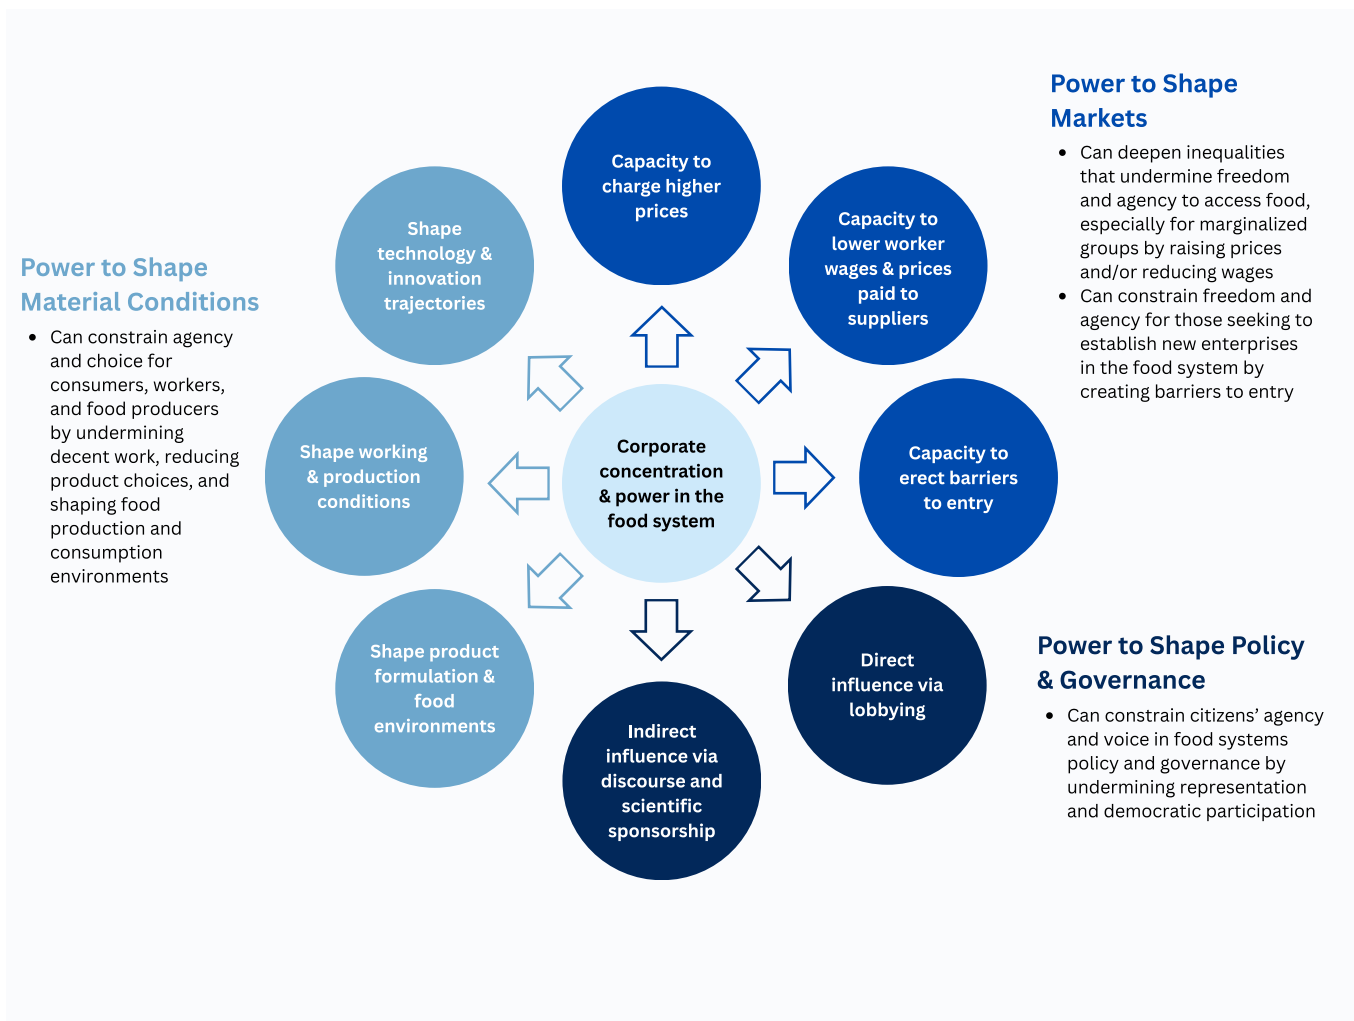 Power to Shape
Markets
• Can deepen inequalities
that undermine freedom
and agency to access food,
especially for marginalized
groups by raising prices
and/or reducing wages
• Can constrain freedom and
agency for those seeking to
establish new enterprises
in the food system by
creating barriers to entry
Capacity to
charge higher
prices
Capacity to
lower worker
wages & prices
paid to
suppliers
Capacity to
erect barriers
to entry
Direct
influence via
lobbying
Indirect
influence via
discourse and
scientific
sponsorship
Shape product
formulation &
food
environments
Shape working
& production
conditions
Shape
technology &
innovation
trajectories
Corporate
concentration
& power in the
food system
Power to Shape
Material Conditions
• Can constrain agency
and choice for
consumers, workers,
and food producers
by undermining
decent work, reducing
product choices, and
shaping food
production and
consumption
environments
Power to Shape Policy
& Governance
• Can constrain citizens’ agency
and voice in food systems
policy and governance by
undermining representation
and democratic participation